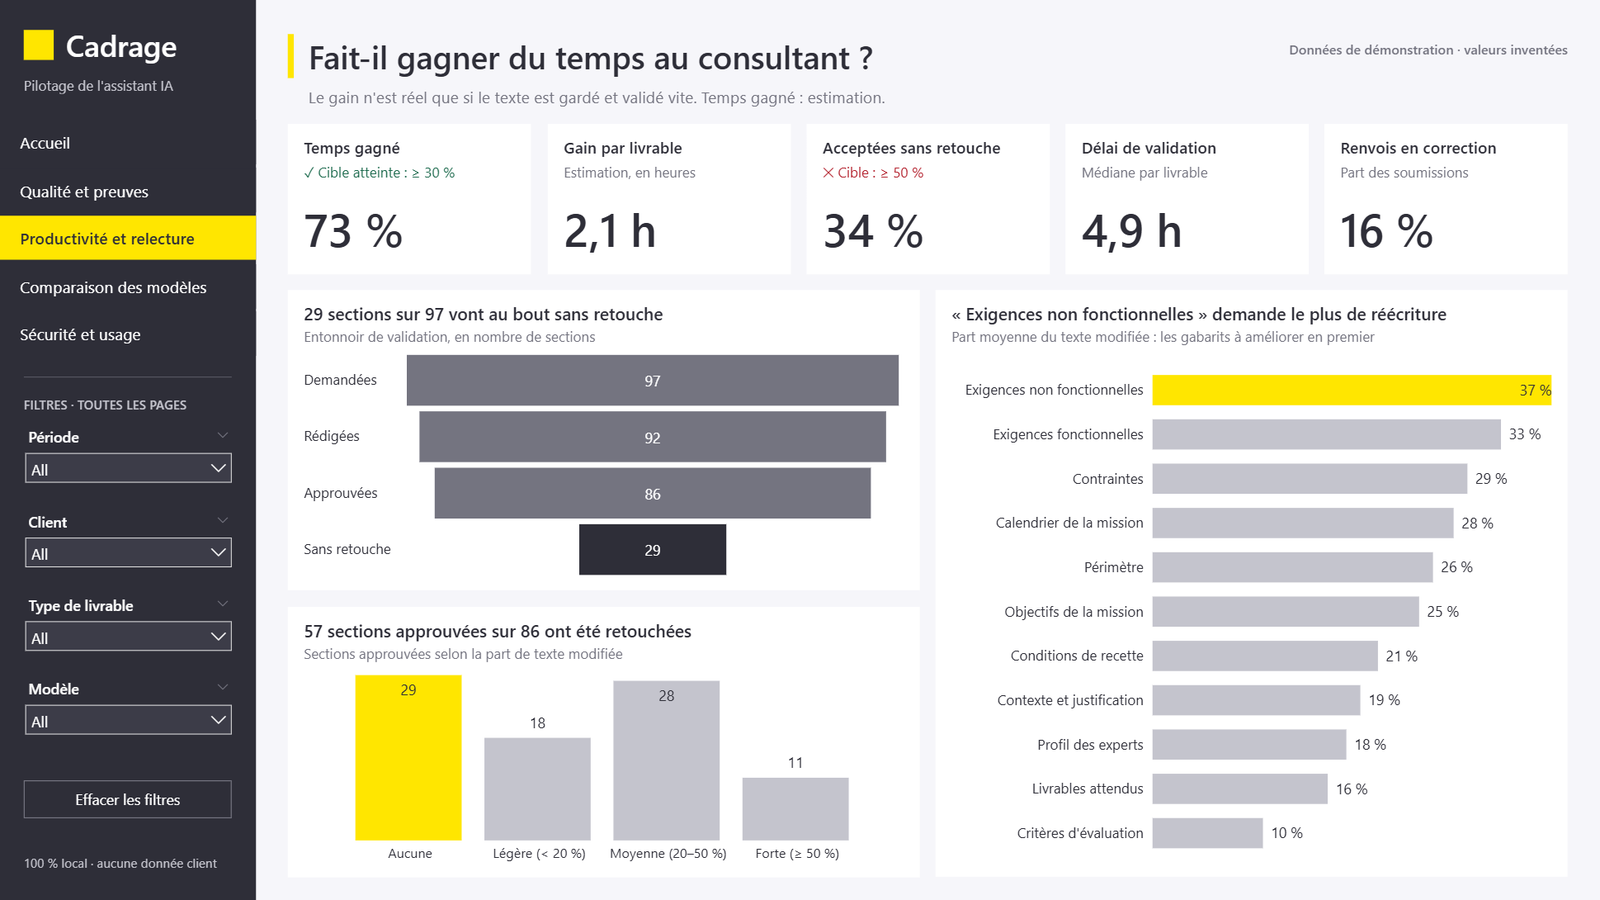 Cadrage
Pilotage de l'assistant IA
Accueil
Qualité et preuves
Productivité et relecture
Comparaison des modèles
Sécurité et usage
FILTRES · TOUTES LES PAGES
Période
All
Client
All
Type de livrable
All
Modèle
All
Effacer les filtres
100 % local · aucune donnée client
Fait-il gagner du temps au consultant ?
Le gain n'est réel que si le texte est gardé et validé vite. Temps gagné : estimation.
Données de démonstration · valeurs inventées
Temps gagné
✓ Cible atteinte : ≥ 30 %
73 %
Gain par livrable
Estimation, en heures
2,1 h
Acceptées sans retouche
✕ Cible : ≥ 50 %
34 %
Délai de validation
Médiane par livrable
4,9 h
Renvois en correction
Part des soumissions
16 %
29 sections sur 97 vont au bout sans retouche
Entonnoir de validation, en nombre de sections
Demandées 97
Rédigées 92
Approuvées 86
Sans retouche 29
57 sections approuvées sur 86 ont été retouchées
Sections approuvées selon la part de texte modifiée
29 18 28 11
Aucune Légère (< 20 %) Moyenne (20–50 %) Forte (≥ 50 %)
« Exigences non fonctionnelles » demande le plus de réécriture
Part moyenne du texte modifiée : les gabarits à améliorer en premier
Exigences non fonctionnelles 37 %
Exigences fonctionnelles 33 %
Contraintes 29 %
Calendrier de la mission 28 %
Périmètre 26 %
Objectifs de la mission 25 %
Conditions de recette 21 %
Contexte et justification 19 %
Profil des experts 18 %
Livrables attendus 16 %
Critères d'évaluation 10 %